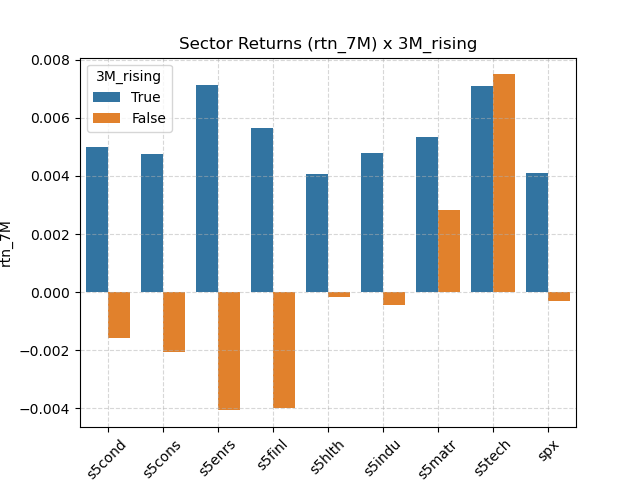 Sector Returns (rtn_7M) x 3M_rising
3M_rising
True
False
rtn_7M
0.008
0.006
0.004
0.002
0.000
−0.002
−0.004
s5cond
s5cons
s5enrs
s5finl
s5hlth
s5indu
s5matr
s5tech
spx